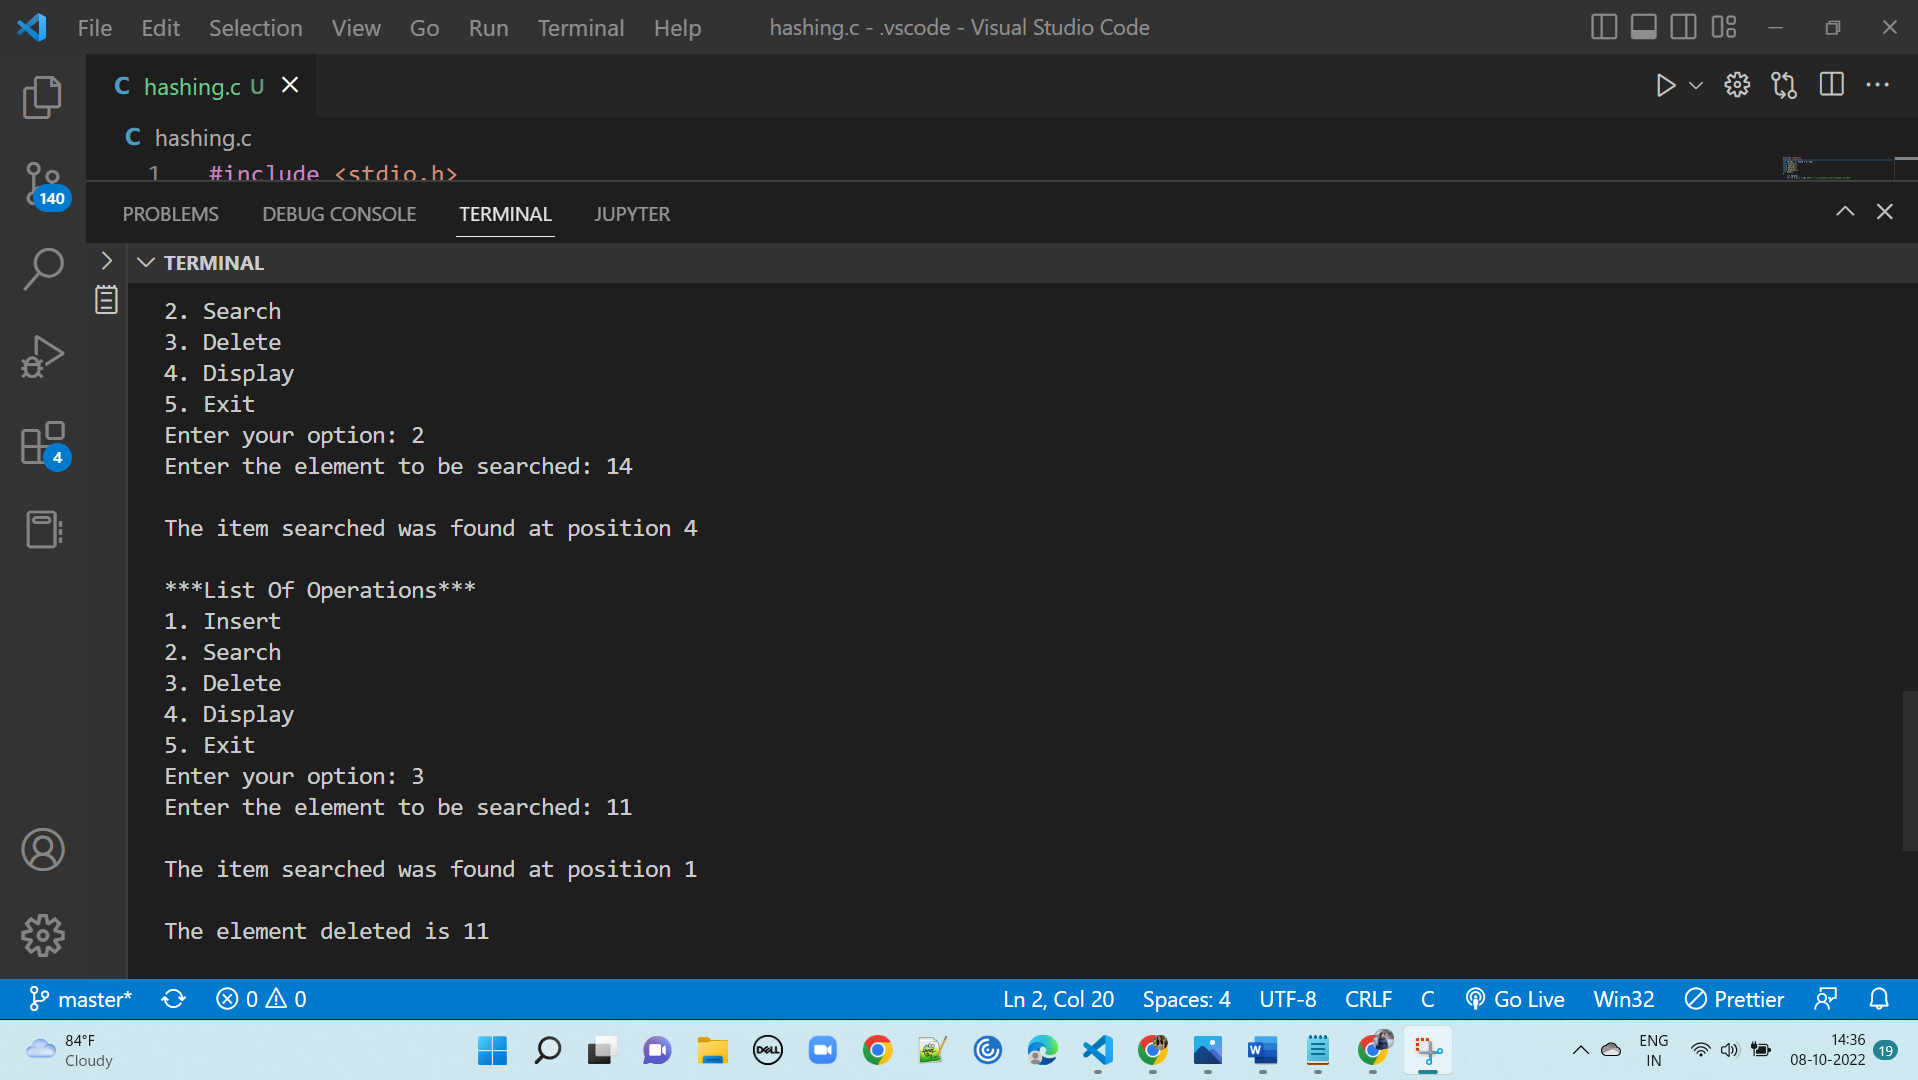 File Edit Selection View Go Run Terminal Help hashing.c - .vscode - Visual Studio Code
C hashing.c U
C hashing.c
1 #include <stdio.h>
140
PROBLEMS DEBUG CONSOLE TERMINAL JUPYTER
TERMINAL
2. Search
3. Delete
4. Display
5. Exit
Enter your option: 2
4
Enter the element to be searched: 14
The item searched was found at position 4
***List Of Operations***
1. Insert
2. Search
3. Delete
4. Display
5. Exit
Enter your option: 3
Enter the element to be searched: 11
The item searched was found at position 1
The element deleted is 11
master* 0 0 Ln 2, Col 20 Spaces: 4 UTF-8 CRLF C Go Live Win32 Prettier
84°F
Cloudy
DELL
W
ENG
IN
14:36
08-10-2022
19